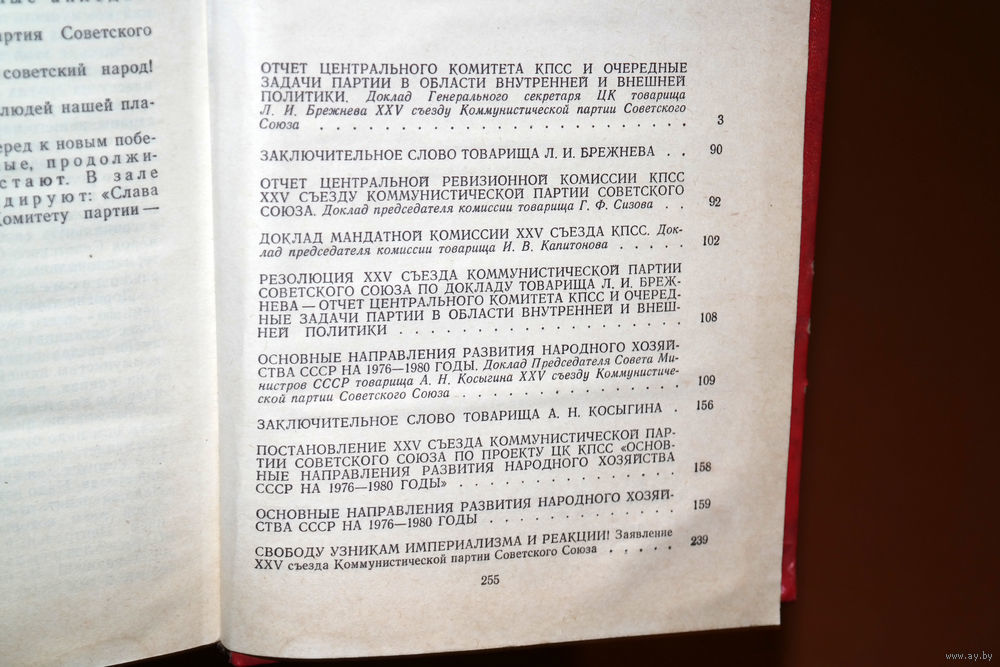 артия Советского
советский народ!
людей нашей пла-
еред к новым побе-
ные, продолжи-
стают. В зале
дируют: «Слава
омитету партии—
ОТЧЕТ ЦЕНТРАЛЬНОГО КОМИТЕТА КПСС И ОЧЕРЕДНЫЕ
ЗАДАЧИ ПАРТИИ В ОБЛАСТИ ВНУТРЕННЕЙ И ВНЕШНЕЙ
ПОЛИТИКИ. Доклад Генерального секретаря ЦК товарища
Л. И. Брежнева XXV съезду Коммунистической партии Советского
Союза . . . . . . . . . . . . . . . . . . . . 3
ЗАКЛЮЧИТЕЛЬНОЕ СЛОВО ТОВАРИЩА Л. И. БРЕЖНЕВА . . 90
ОТЧЕТ ЦЕНТРАЛЬНОЙ РЕВИЗИОННОЙ КОМИССИИ КПСС
XXV СЪЕЗДУ КОММУНИСТИЧЕСКОЙ ПАРТИИ СОВЕТСКОГО
СОЮЗА. Доклад председателя комиссии товарища Г. Ф. Сизова . . 92
ДОКЛАД МАНДАТНОЙ КОМИССИИ XXV СЪЕЗДА КПСС. Док-
лад председателя комиссии товарища И. В. Капитонова . . . . . 102
РЕЗОЛЮЦИЯ XXV СЪЕЗДА КОММУНИСТИЧЕСКОЙ ПАРТИИ
СОВЕТСКОГО СОЮЗА ПО ДОКЛАДУ ТОВАРИЩА Л. И. БРЕЖ-
НЕВА — ОТЧЕТ ЦЕНТРАЛЬНОГО КОМИТЕТА КПСС И ОЧЕРЕД-
НЫЕ ЗАДАЧИ ПАРТИИ В ОБЛАСТИ ВНУТРЕННЕЙ И ВНЕШ-
НЕЙ ПОЛИТИКИ . . . . . . . . . . . . . . . 108
ОСНОВНЫЕ НАПРАВЛЕНИЯ РАЗВИТИЯ НАРОДНОГО ХОЗЯЙ-
СТВА СССР НА 1976—1980 ГОДЫ. Доклад Председателя Совета Ми-
нистров СССР товарища А. Н. Косыгина XXV съезду Коммунистиче-
ской партии Советского Союза . . . . . . . . . . . . 109
ЗАКЛЮЧИТЕЛЬНОЕ СЛОВО ТОВАРИЩА А. Н. КОСЫГИНА . 156
ПОСТАНОВЛЕНИЕ XXV СЪЕЗДА КОММУНИСТИЧЕСКОЙ ПАР-
ТИИ СОВЕТСКОГО СОЮЗА ПО ПРОЕКТУ ЦК КПСС «ОСНОВ-
НЫЕ НАПРАВЛЕНИЯ РАЗВИТИЯ НАРОДНОГО ХОЗЯЙСТВА
СССР НА 1976—1980 ГОДЫ» . . . . . . . . . . . . 158
ОСНОВНЫЕ НАПРАВЛЕНИЯ РАЗВИТИЯ НАРОДНОГО ХОЗЯЙ-
СТВА СССР НА 1976—1980 ГОДЫ . . . . . . . . . . 159
СВОБОДУ УЗНИКАМ ИМПЕРИАЛИЗМА И РЕАКЦИИ! Заявление
XXV съезда Коммунистической партии Советского Союза . . . . . 239
255
www.ay.by